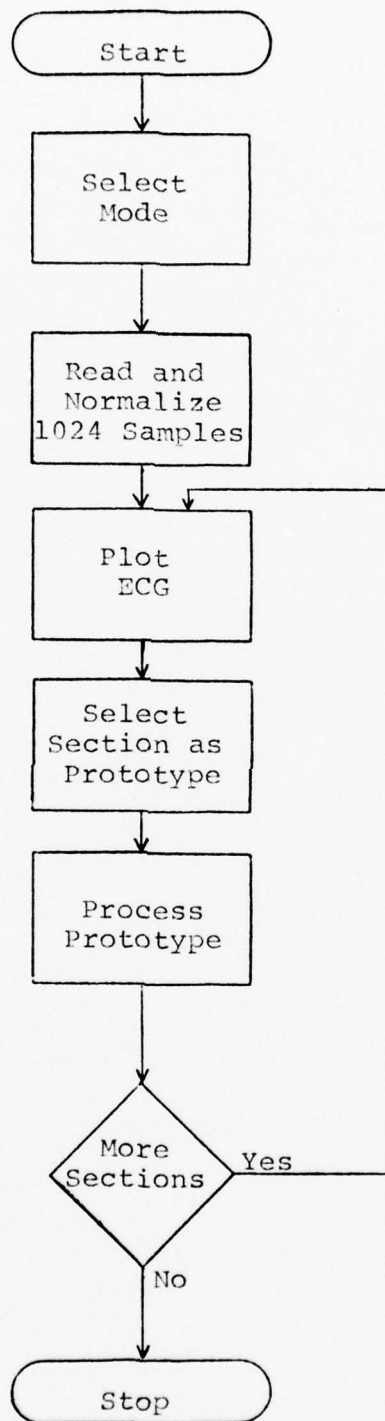 Start
Select
Mode
Read and
Normalize
1024 Samples
Plot
ECG
Select
Section as
Prototype
Process
Prototype
More
Sections
Yes
No
Stop